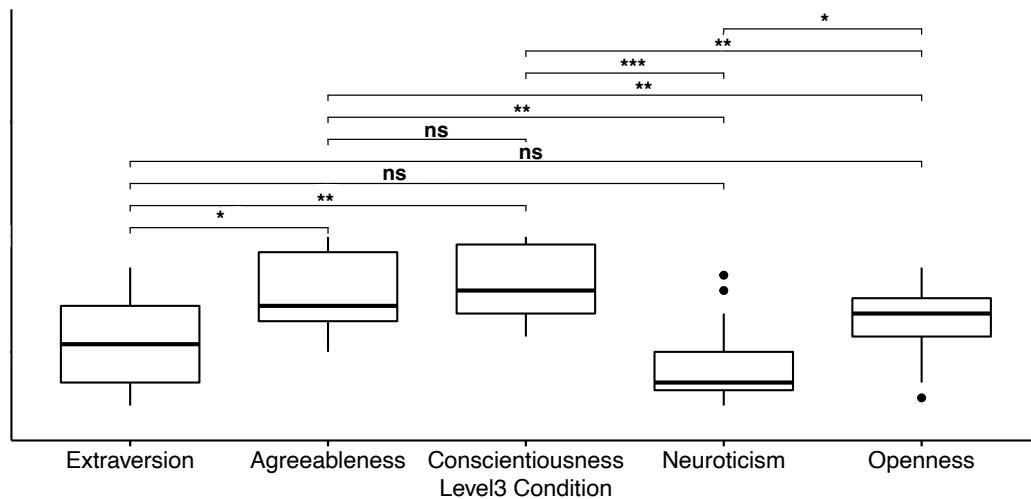 *
**
***
**
**
ns
ns
ns
**
*
Extraversion Agreeableness Conscientiousness Neuroticism Openness
Level3 Condition